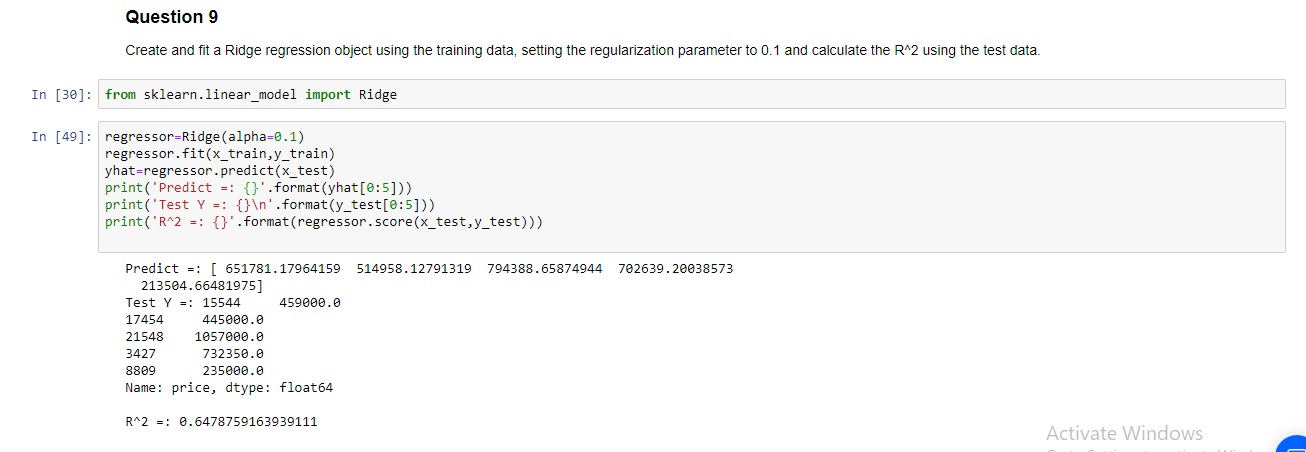 Question 9
Create and fit a Ridge regression object using the training data, setting the regularization parameter to 0.1 and calculate the R^2 using the test data.
In [30]: from sklearn.linear_model import Ridge
In [49]: regressor=Ridge(alpha=0.1)
regressor.fit(x_train,y_train)
yhat=regressor.predict(x_test)
print('Predict =: {}'.format(yhat[0:5]))
print('Test Y =: {}\n'.format(y_test[0:5]))
print('R^2 =: {}'.format(regressor.score(x_test,y_test)))
Predict =: [ 651781.17964159  514958.12791319  794388.65874944  702639.20038573
  213504.66481975]
Test Y =: 15544     459000.0
17454     445000.0
21548    1057000.0
3427      732350.0
8809      235000.0
Name: price, dtype: float64
R^2 =: 0.6478759163939111
Activate Windows